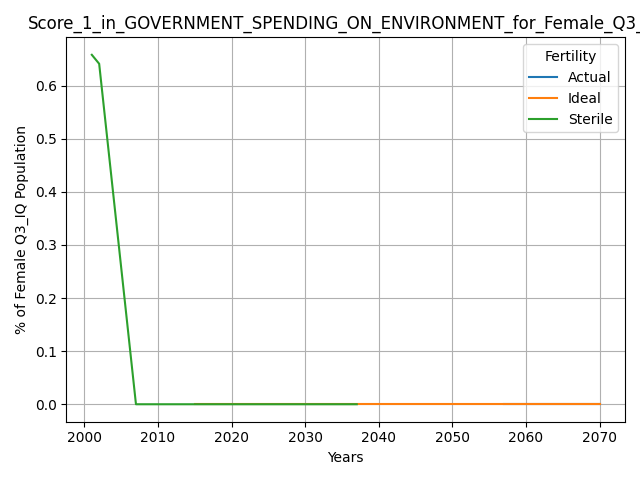 Score_1_in_GOVERNMENT_SPENDING_ON_ENVIRONMENT_for_Female_Q3_
Fertility
Actual
Ideal
Sterile
% of Female Q3_IQ Population
0.6
0.5
0.4
0.3
0.2
0.1
0.0
2000 2010 2020 2030 2040 2050 2060 2070
Years